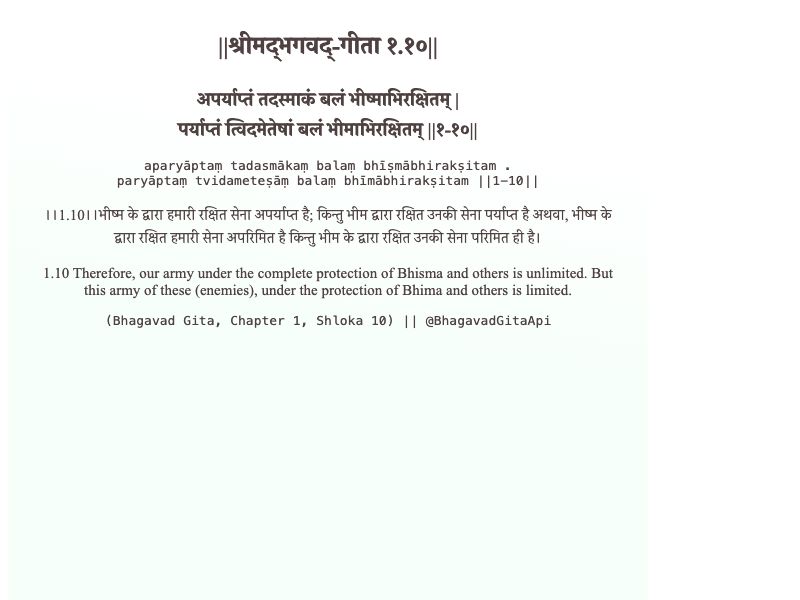 ||श्रीमद्‌भगवद्‌-गीता १.१०||
अपर्याप्तं तदस्माकं बलं भीष्माभिरक्षितम् |
पर्याप्तं त्विदमेतेषां बलं भीमाभिरक्षितम् ||१-१०||
aparyāptaṃ tadasmākaṃ balaṃ bhīṣmābhirakṣitam .
paryāptaṃ tvidameteṣāṃ balaṃ bhīmābhirakṣitam ||1-10||
।।1.10।।भीष्म के द्वारा हमारी रक्षित सेना अपर्याप्त है; किन्तु भीम द्वारा रक्षित उनकी सेना पर्याप्त है अथवा, भीष्म के
द्वारा रक्षित हमारी सेना अपरिमित है किन्तु भीम के द्वारा रक्षित उनकी सेना परिमित ही है।
1.10 Therefore, our army under the complete protection of Bhisma and others is unlimited. But
this army of these (enemies), under the protection of Bhima and others is limited.
(Bhagavad Gita, Chapter 1, Shloka 10) || @BhagavadGitaApi